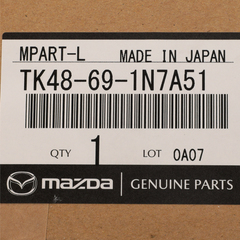 MPART-L MADE IN JAPAN
TK48-69-1N7A51
QTY 1 LOT 0A07
mazda GENUINE PARTS